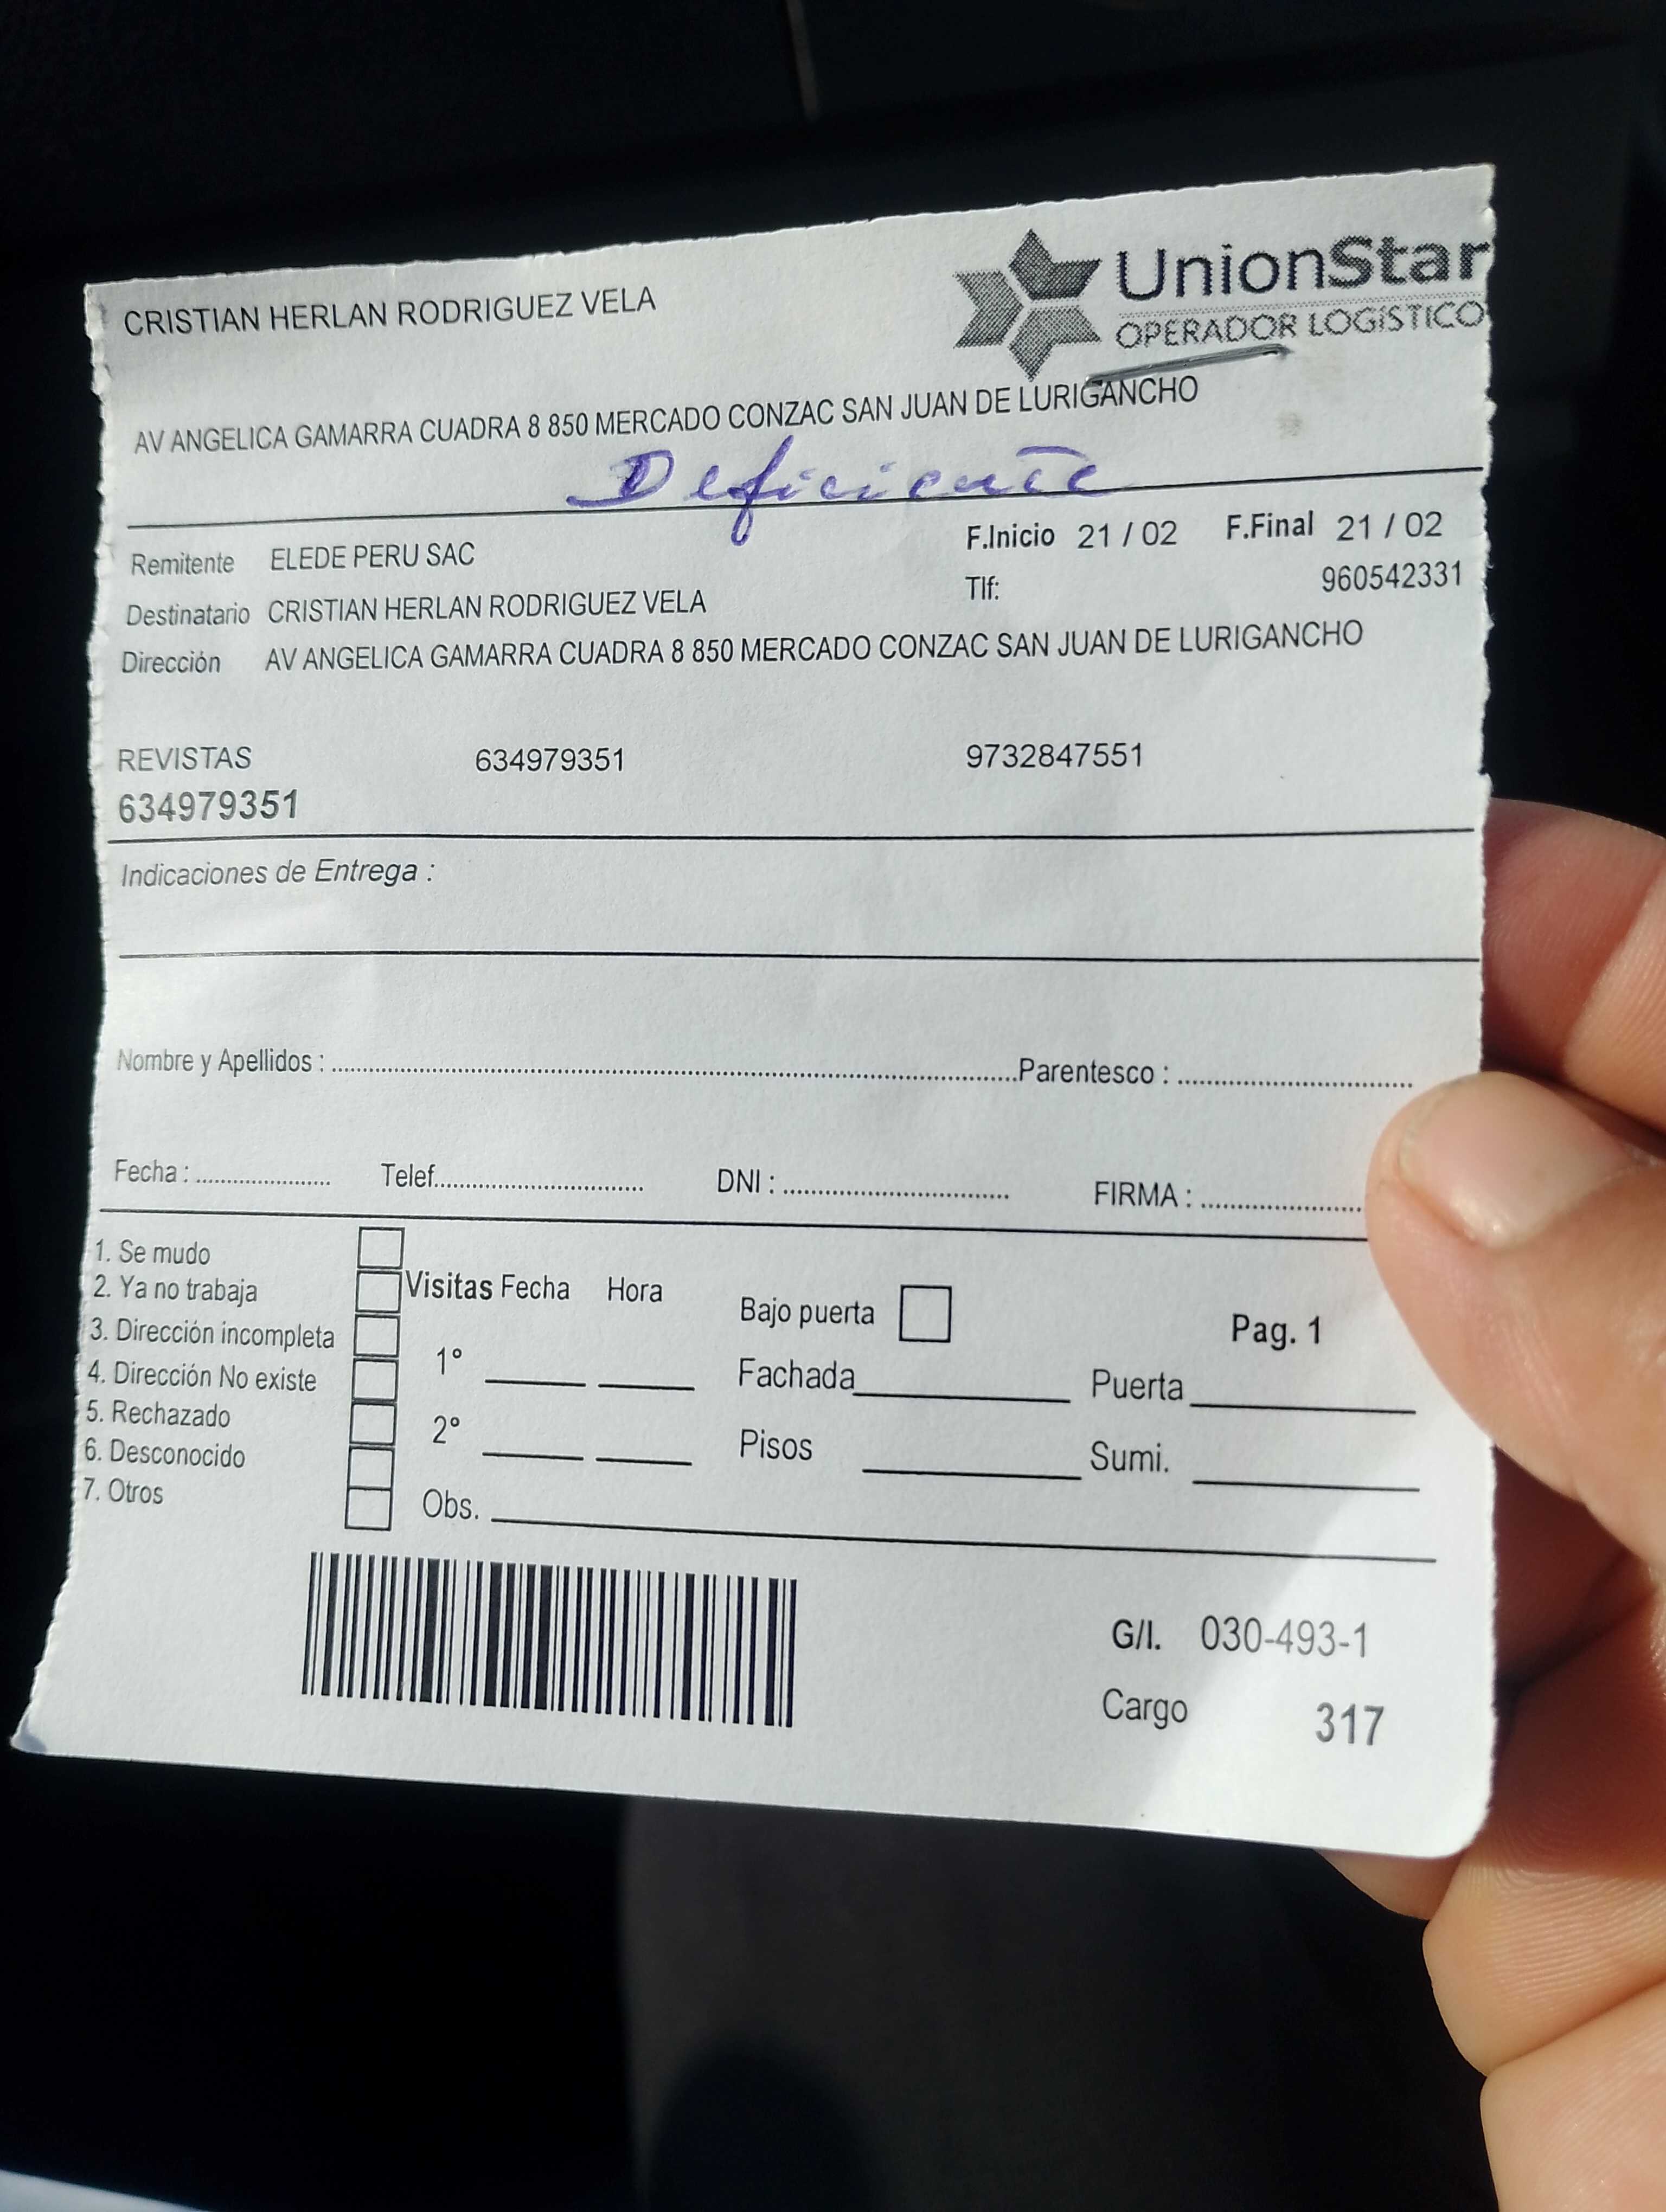 UnionStar
OPERADOR LOGÍSTICO
CRISTIAN HERLAN RODRIGUEZ VELA
AV ANGELICA GAMARRA CUADRA 8 850 MERCADO CONZAC SAN JUAN DE LURIGANCHO
Deficiente
Remitente ELEDE PERU SAC F.Inicio 21 / 02 F.Final 21 / 02
Destinatario CRISTIAN HERLAN RODRIGUEZ VELA Tlf: 960542331
Dirección AV ANGELICA GAMARRA CUADRA 8 850 MERCADO CONZAC SAN JUAN DE LURIGANCHO
REVISTAS 634979351 9732847551
634979351
Indicaciones de Entrega :
Nombre y Apellidos : Parentesco :
Fecha : Telef. DNI : FIRMA :
1. Se mudo
2. Ya no trabaja
3. Dirección incompleta
4. Dirección No existe
5. Rechazado
6. Desconocido
7. Otros
Visitas Fecha Hora
1°
2°
Obs.
Bajo puerta Pag. 1
Fachada Puerta
Pisos Sumi.
G/I. 030-493-1
Cargo 317